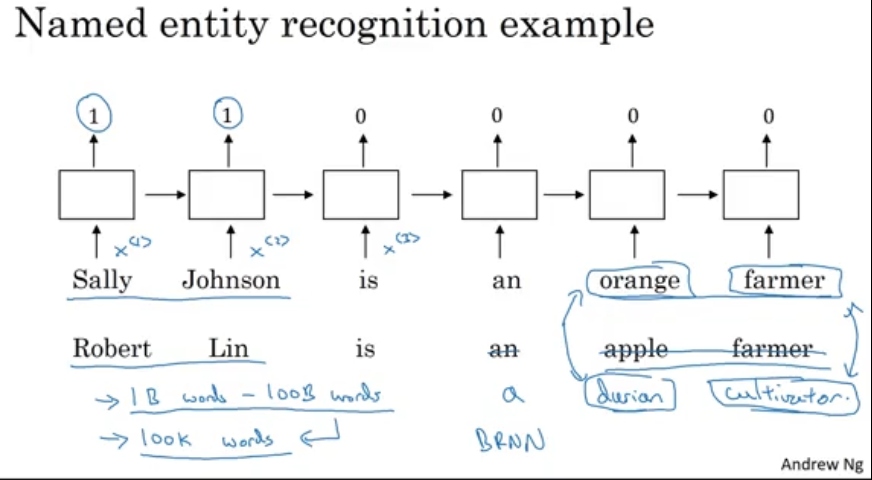 Named entity recognition example
1 1 0 0 0 0
x<1> x<2> x<3>
Sally Johnson is an orange farmer
Robert Lin is an apple farmer
→ 1B words - 100B words a durian cultivator.
→ 100K words BRNN
Andrew Ng